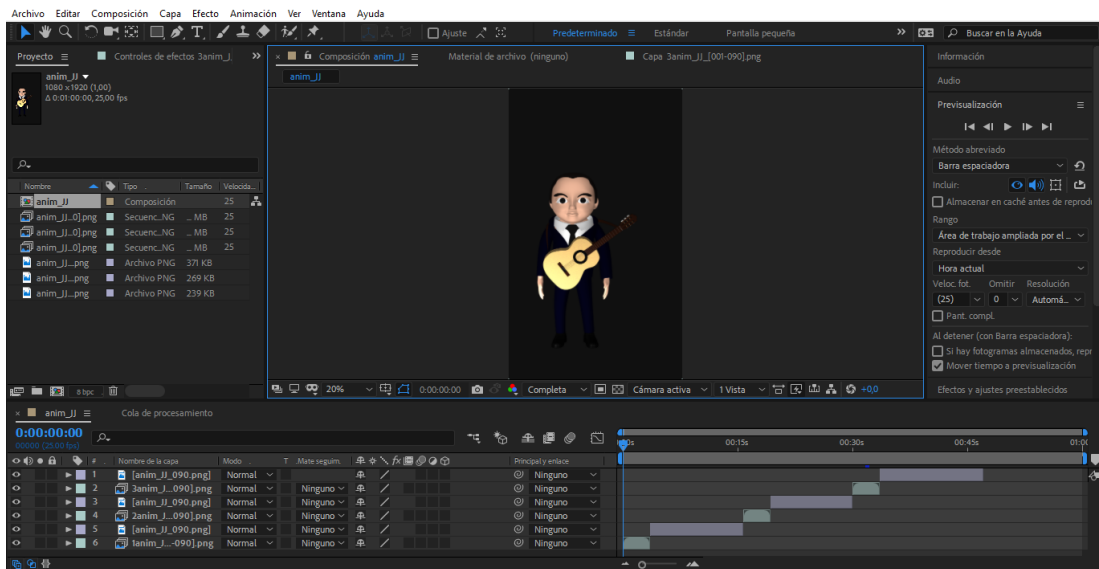 Archivo Editar Composición Capa Efecto Animación Ver Ventana Ayuda
Ajuste Predeterminado Estándar Pantalla pequeña Buscar en la Ayuda
Proyecto Controles de efectos 3anim_J. Composición anim_JJ Material de archivo (ninguno) Capa 3anim_JJ_[001-090].png Información
anim_JJ
1080 x 1920 (1,00)
Δ 0:01:00:00, 25,00 fps
anim_JJ
Audio
Previsualización
Método abreviado
Barra espaciadora
Incluir:
Almacenar en caché antes de reprodu
Rango
Área de trabajo ampliada por el ...
Reproducir desde
Hora actual
Veloc. fot. Omitir Resolución
(25) 0 Automá...
Pant. compl.
Al detener (con Barra espaciadora):
Si hay fotogramas almacenados, repr
Mover tiempo a previsualización
Efectos y ajustes preestablecidos
Nombre Tipo Tamaño Velocida...
anim_JJ Composición 25
anim_JJ...0].png Secuenc...NG ... MB 25
anim_JJ...0].png Secuenc...NG ... MB 25
anim_JJ...0].png Secuenc...NG ... MB 25
anim_JJ...png Archivo PNG 371 KB
anim_JJ...png Archivo PNG 269 KB
anim_JJ...png Archivo PNG 239 KB
8 bpc
20% 0:00:00:00 Completa Cámara activa 1 Vista +0,0
anim_JJ Cola de procesamiento
0:00:00:00
00000 (25.00 fps)
00:15s 00:30s 00:45s 01:00
# Nombre de la capa Modo T .Mate seguim. Principal y enlace
1 [anim_JJ_090.png] Normal Ninguno
2 3anim_J...090].png Normal Ninguno Ninguno
3 [anim_JJ_090.png] Normal Ninguno Ninguno
4 2anim_J...090].png Normal Ninguno Ninguno
5 [anim_JJ_090.png] Normal Ninguno Ninguno
6 1anim_J...-090].png Normal Ninguno Ninguno